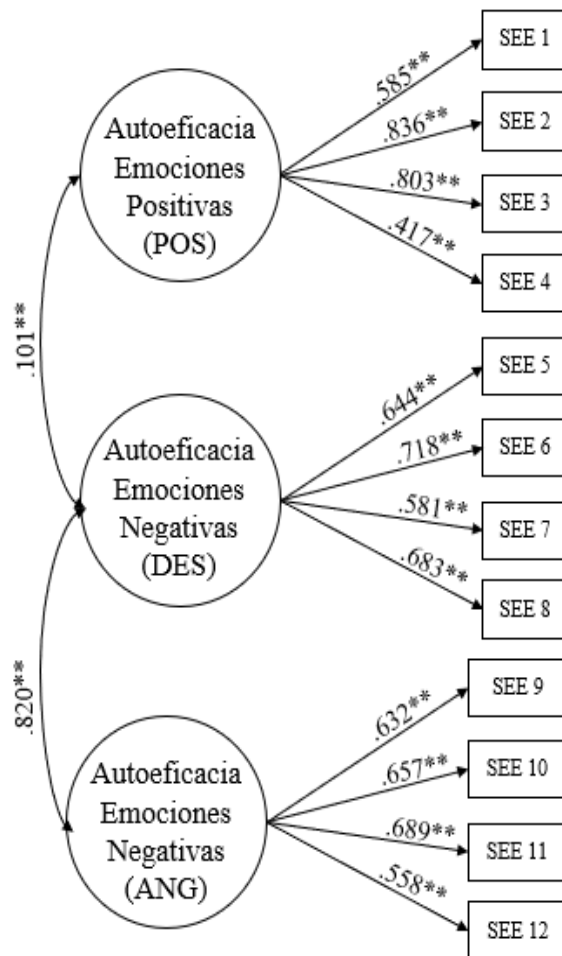 SEE 1
.585**
SEE 2
.836**
Autoeficacia
Emociones
Positivas
(POS)
.803**
SEE 3
.417**
SEE 4
.101**
SEE 5
.644**
SEE 6
.718**
Autoeficacia
Emociones
Negativas
(DES)
.581**
SEE 7
.683**
SEE 8
.820**
SEE 9
.632**
SEE 10
.657**
Autoeficacia
Emociones
Negativas
(ANG)
.689**
SEE 11
.558**
SEE 12